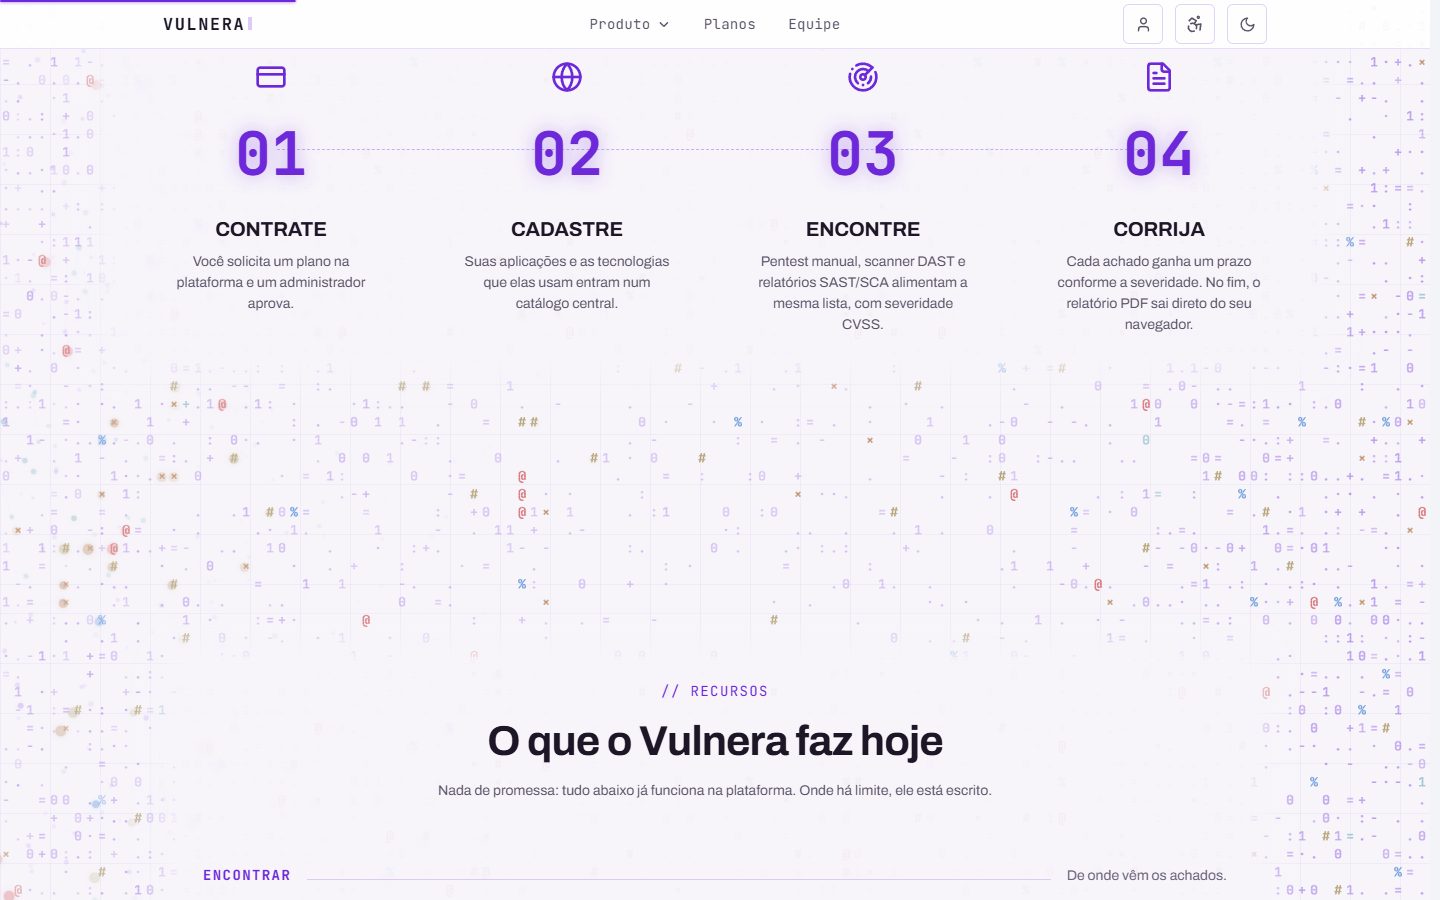 VULNERA
Produto
Planos
Equipe
01
02
03
04
CONTRATE
CADASTRE
ENCONTRE
CORRIJA
Você solicita um plano na
plataforma e um administrador
aprova.
Suas aplicações e as tecnologias
que elas usam entram num
catálogo central.
Pentest manual, scanner DAST e
relatórios SAST/SCA alimentam a
mesma lista, com severidade
CVSS.
Cada achado ganha um prazo
conforme a severidade. No fim, o
relatório PDF sai direto do seu
navegador.
// RECURSOS
O que o Vulnera faz hoje
Nada de promessa: tudo abaixo já funciona na plataforma. Onde há limite, ele está escrito.
ENCONTRAR
De onde vêm os achados.